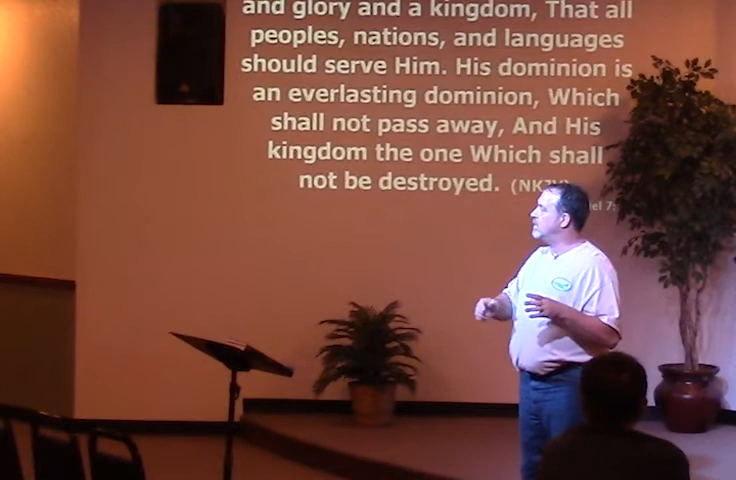 and glory and a kingdom, That all
peoples, nations, and languages
should serve Him. His dominion is
an everlasting dominion, Which
shall not pass away, And His
kingdom the one Which shall
not be destroyed. (NKJV)